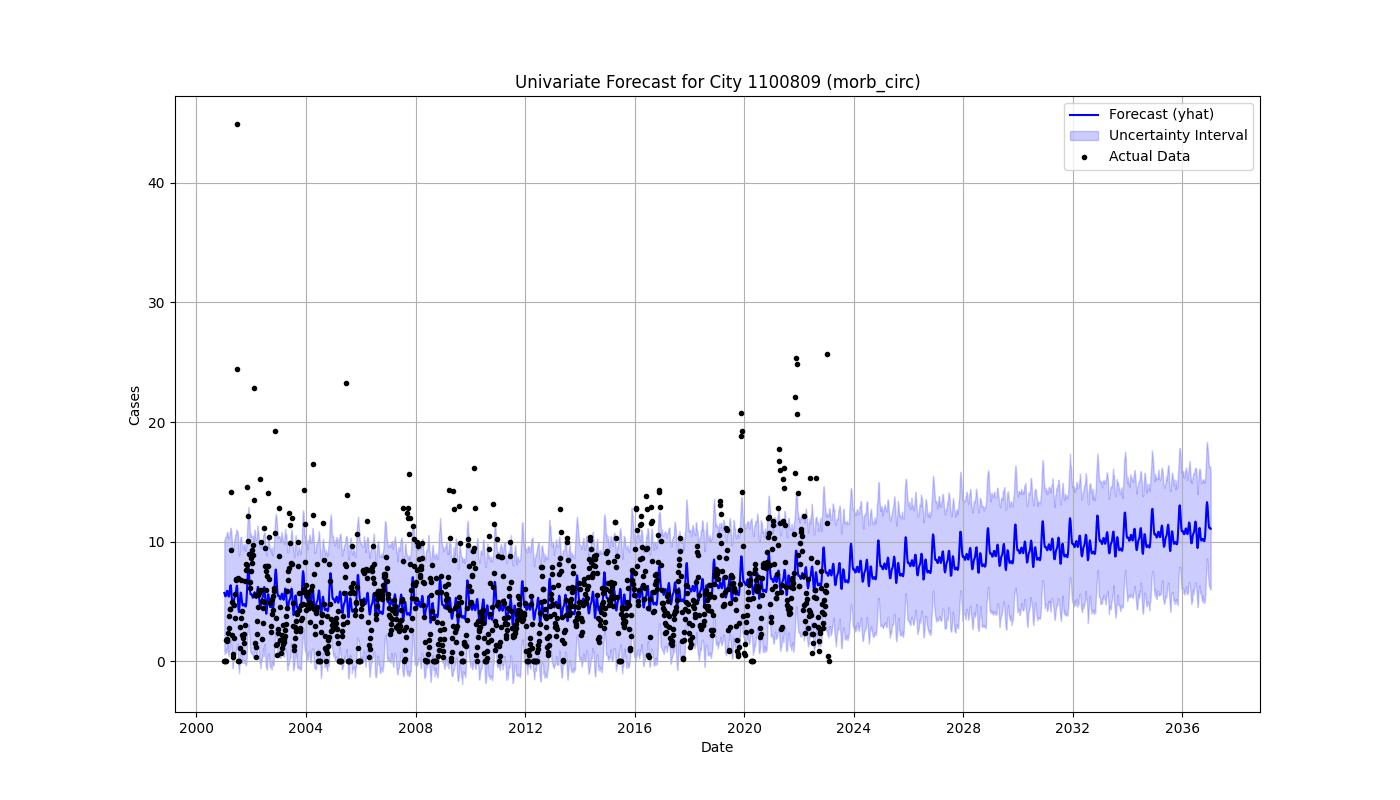 Univariate Forecast for City 1100809 (morb_circ)
Forecast (yhat)
Uncertainty Interval
Actual Data
Cases
40
30
20
10
0
2000 2004 2008 2012 2016 2020 2024 2028 2032 2036
Date